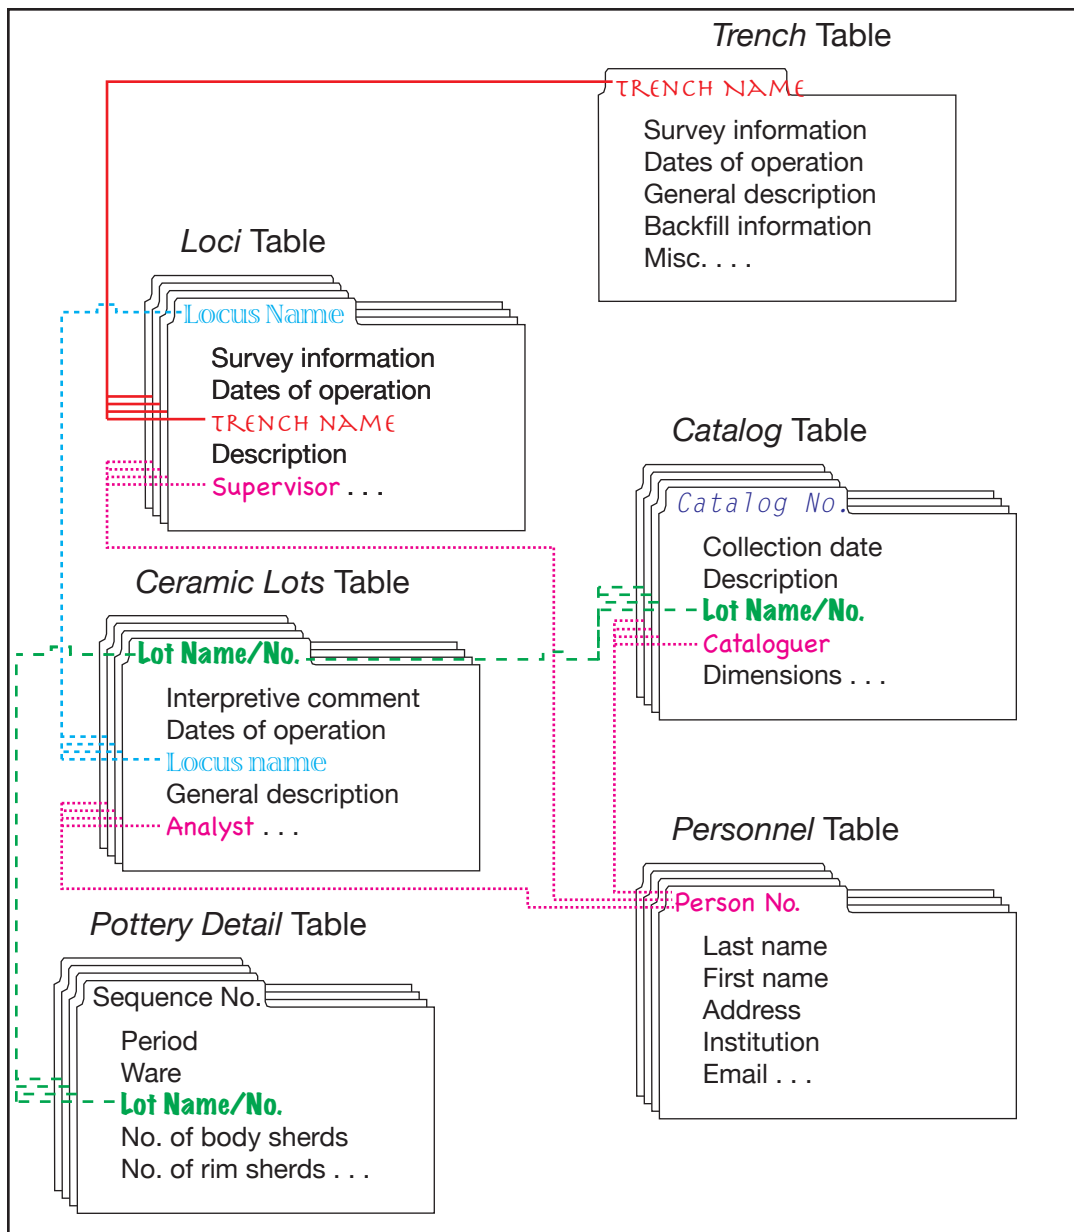 Trench Table
TRENCH NAME
Survey information
Dates of operation
General description
Backfill information
Misc. . . .
Loci Table
Locus Name
Survey information
Dates of operation
TRENCH NAME
Description
Supervisor . . .
Catalog Table
Catalog No.
Collection date
Description
Lot Name/No.
Cataloguer
Dimensions . . .
Ceramic Lots Table
Lot Name/No.
Interpretive comment
Dates of operation
Locus name
General description
Analyst . . .
Personnel Table
Person No.
Last name
First name
Address
Institution
Email . . .
Pottery Detail Table
Sequence No.
Period
Ware
Lot Name/No.
No. of body sherds
No. of rim sherds . . .